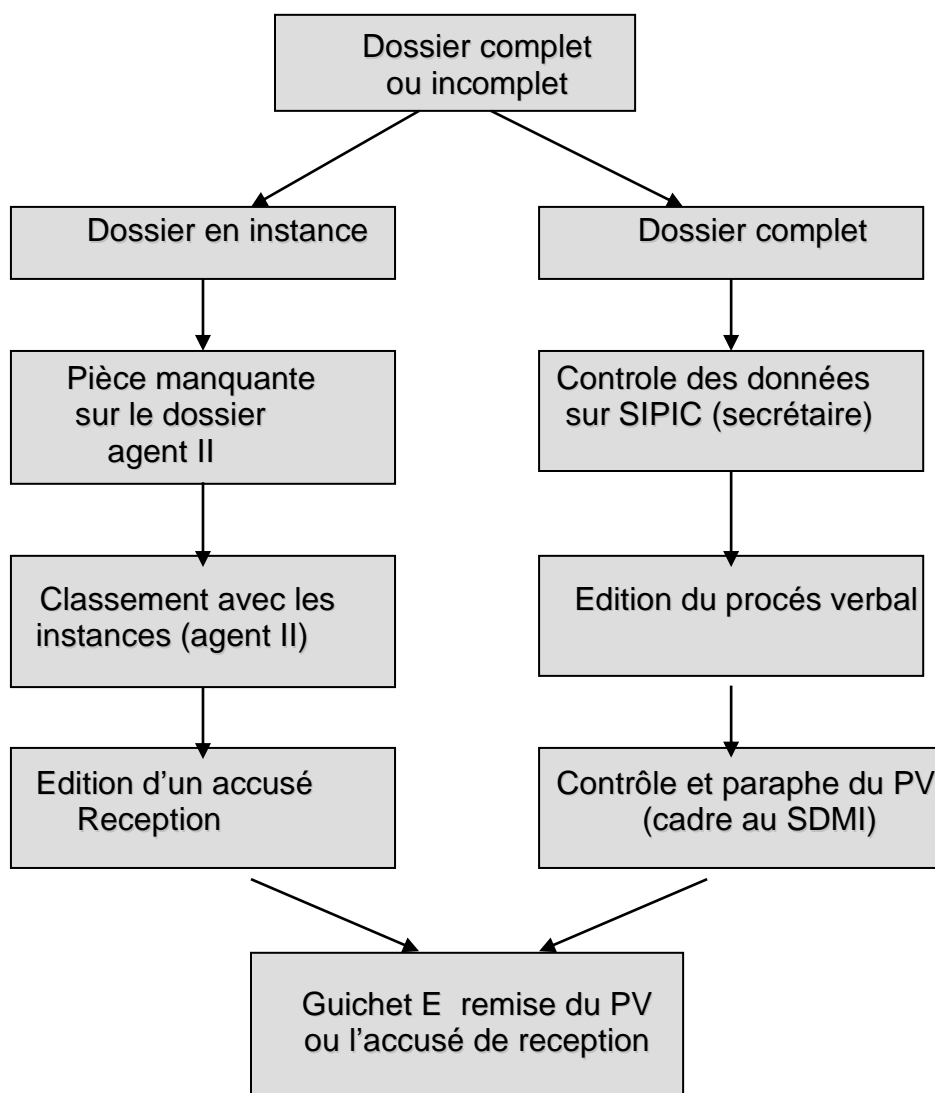 Dossier complet
ou incomplet
Dossier en instance
Dossier complet
Pièce manquante
sur le dossier
agent II
Controle des données
sur SIPIC (secrétaire)
Classement avec les
instances (agent II)
Edition du procés verbal
Edition d'un accusé
Reception
Contrôle et paraphe du PV
(cadre au SDMI)
Guichet E remise du PV
ou l'accusé de reception